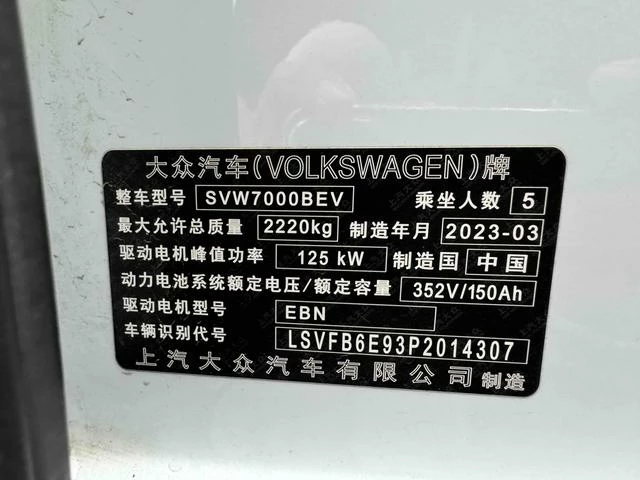 大众汽车(VOLKSWAGEN)牌
整车型号 SVW7000BEV 乘坐人数 5
最大允许总质量 2220kg 制造年月 2023-03
驱动电机峰值功率 125 kW 制造国 中国
动力电池系统额定电压/额定容量 352V/150Ah
驱动电机型号 EBN
车辆识别代号 LSVFB6E93P2014307
上汽大众汽车有限公司 制造